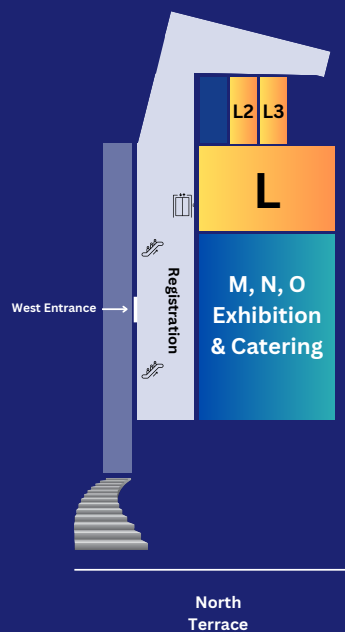 L2 L3
L
M, N, O
Exhibition
& Catering
Registration
West Entrance
North
Terrace